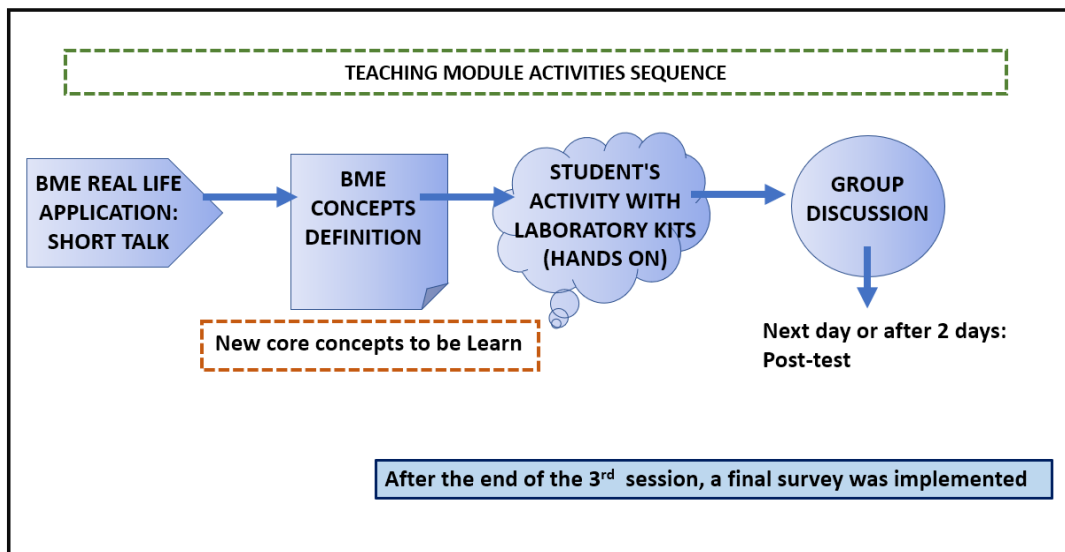 TEACHING MODULE ACTIVITIES SEQUENCE
BME REAL LIFE
APPLICATION:
SHORT TALK
BME
CONCEPTS
DEFINITION
STUDENT'S
ACTIVITY WITH
LABORATORY KITS
(HANDS ON)
GROUP
DISCUSSION
New core concepts to be Learn
Next day or after 2 days:
Post-test
After the end of the 3rd session, a final survey was implemented